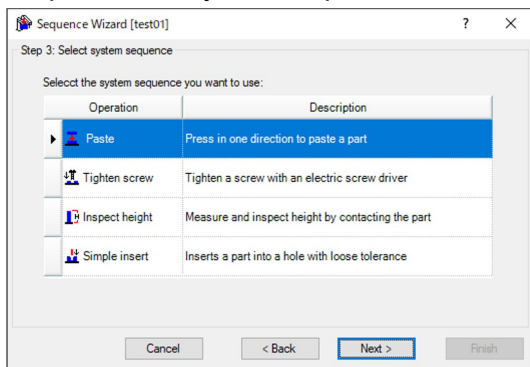 Sequence Wizard [test01]
?
Step 3: Select system sequence
Selecct the system sequence you want to use:
Operation Description
Paste Press in one direction to paste a part
Tighten screw Tighten a screw with an electric screw driver
Inspect height Measure and inspect height by contacting the part
Simple insert Inserts a part into a hole with loose tolerance
Cancel < Back Next > Finish